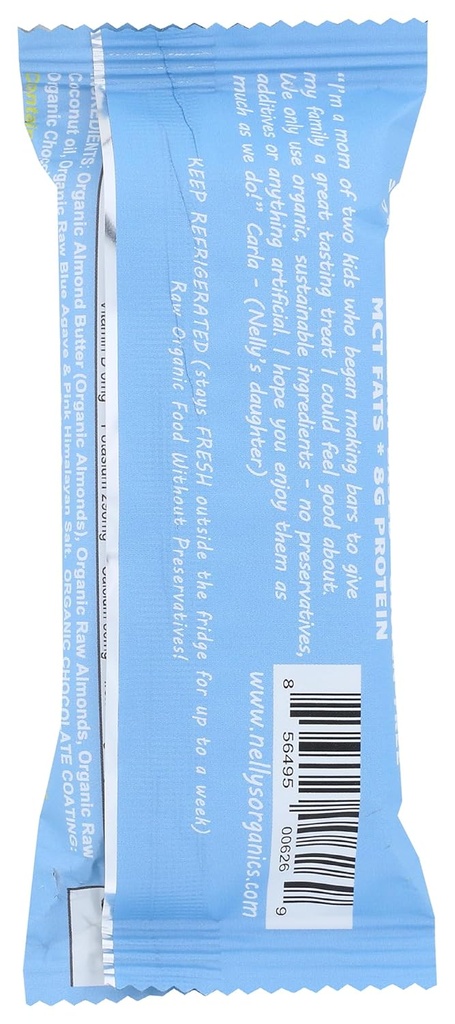 MCT FATS * 8G PROTEIN
"I'm a mom of two kids who began making bars to give
my family a great tasting treat I could feel good about.
We only use organic, sustainable ingredients - no preservatives,
additives or anything artificial. I hope you enjoy them as
much as we do!" Carla - (Nelly's daughter)
8 56495 00626 9
www.nellysorganics.com
KEEP REFRIGERATED (stays FRESH outside the fridge for up to a week)
Raw Organic Food Without Preservatives!
Vitamin D 0mg Potasium 230mg
INGREDIENTS: Organic Almond Butter (Organic Almonds), Organic Raw Almonds, Organic Raw
Coconut oil, Organic Raw Blue Agave & Pink Himalayan Salt. ORGANIC CHOCOLATE COATING:
Organic